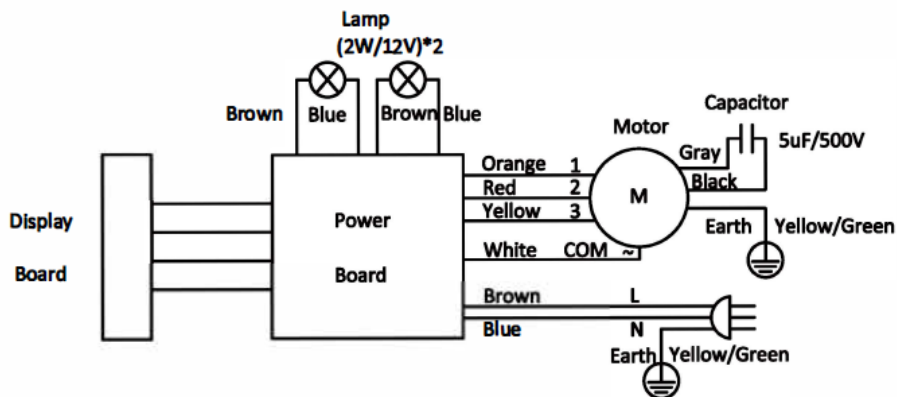 Lamp
(2W/12V)*2
Brown Blue Brown Blue
Capacitor
5uF/500V
Motor
Gray
Black
M
Orange 1
Red 2
Yellow 3
White COM ~
Earth Yellow/Green
Display
Board
Power
Board
Brown L
Blue N
Earth Yellow/Green